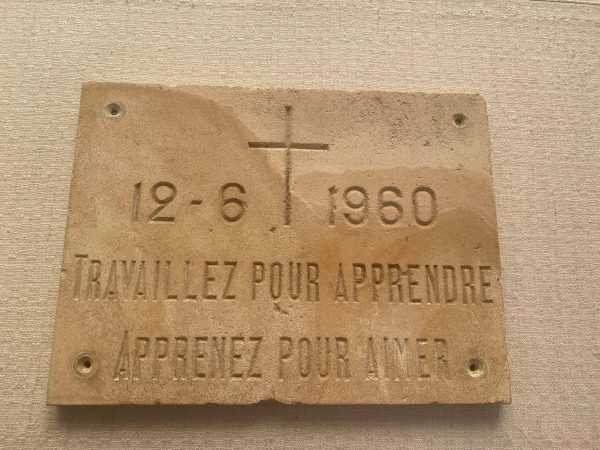 12-6 1960
TRAVAILLEZ POUR APPRENDRE
APPRENEZ POUR AIMER